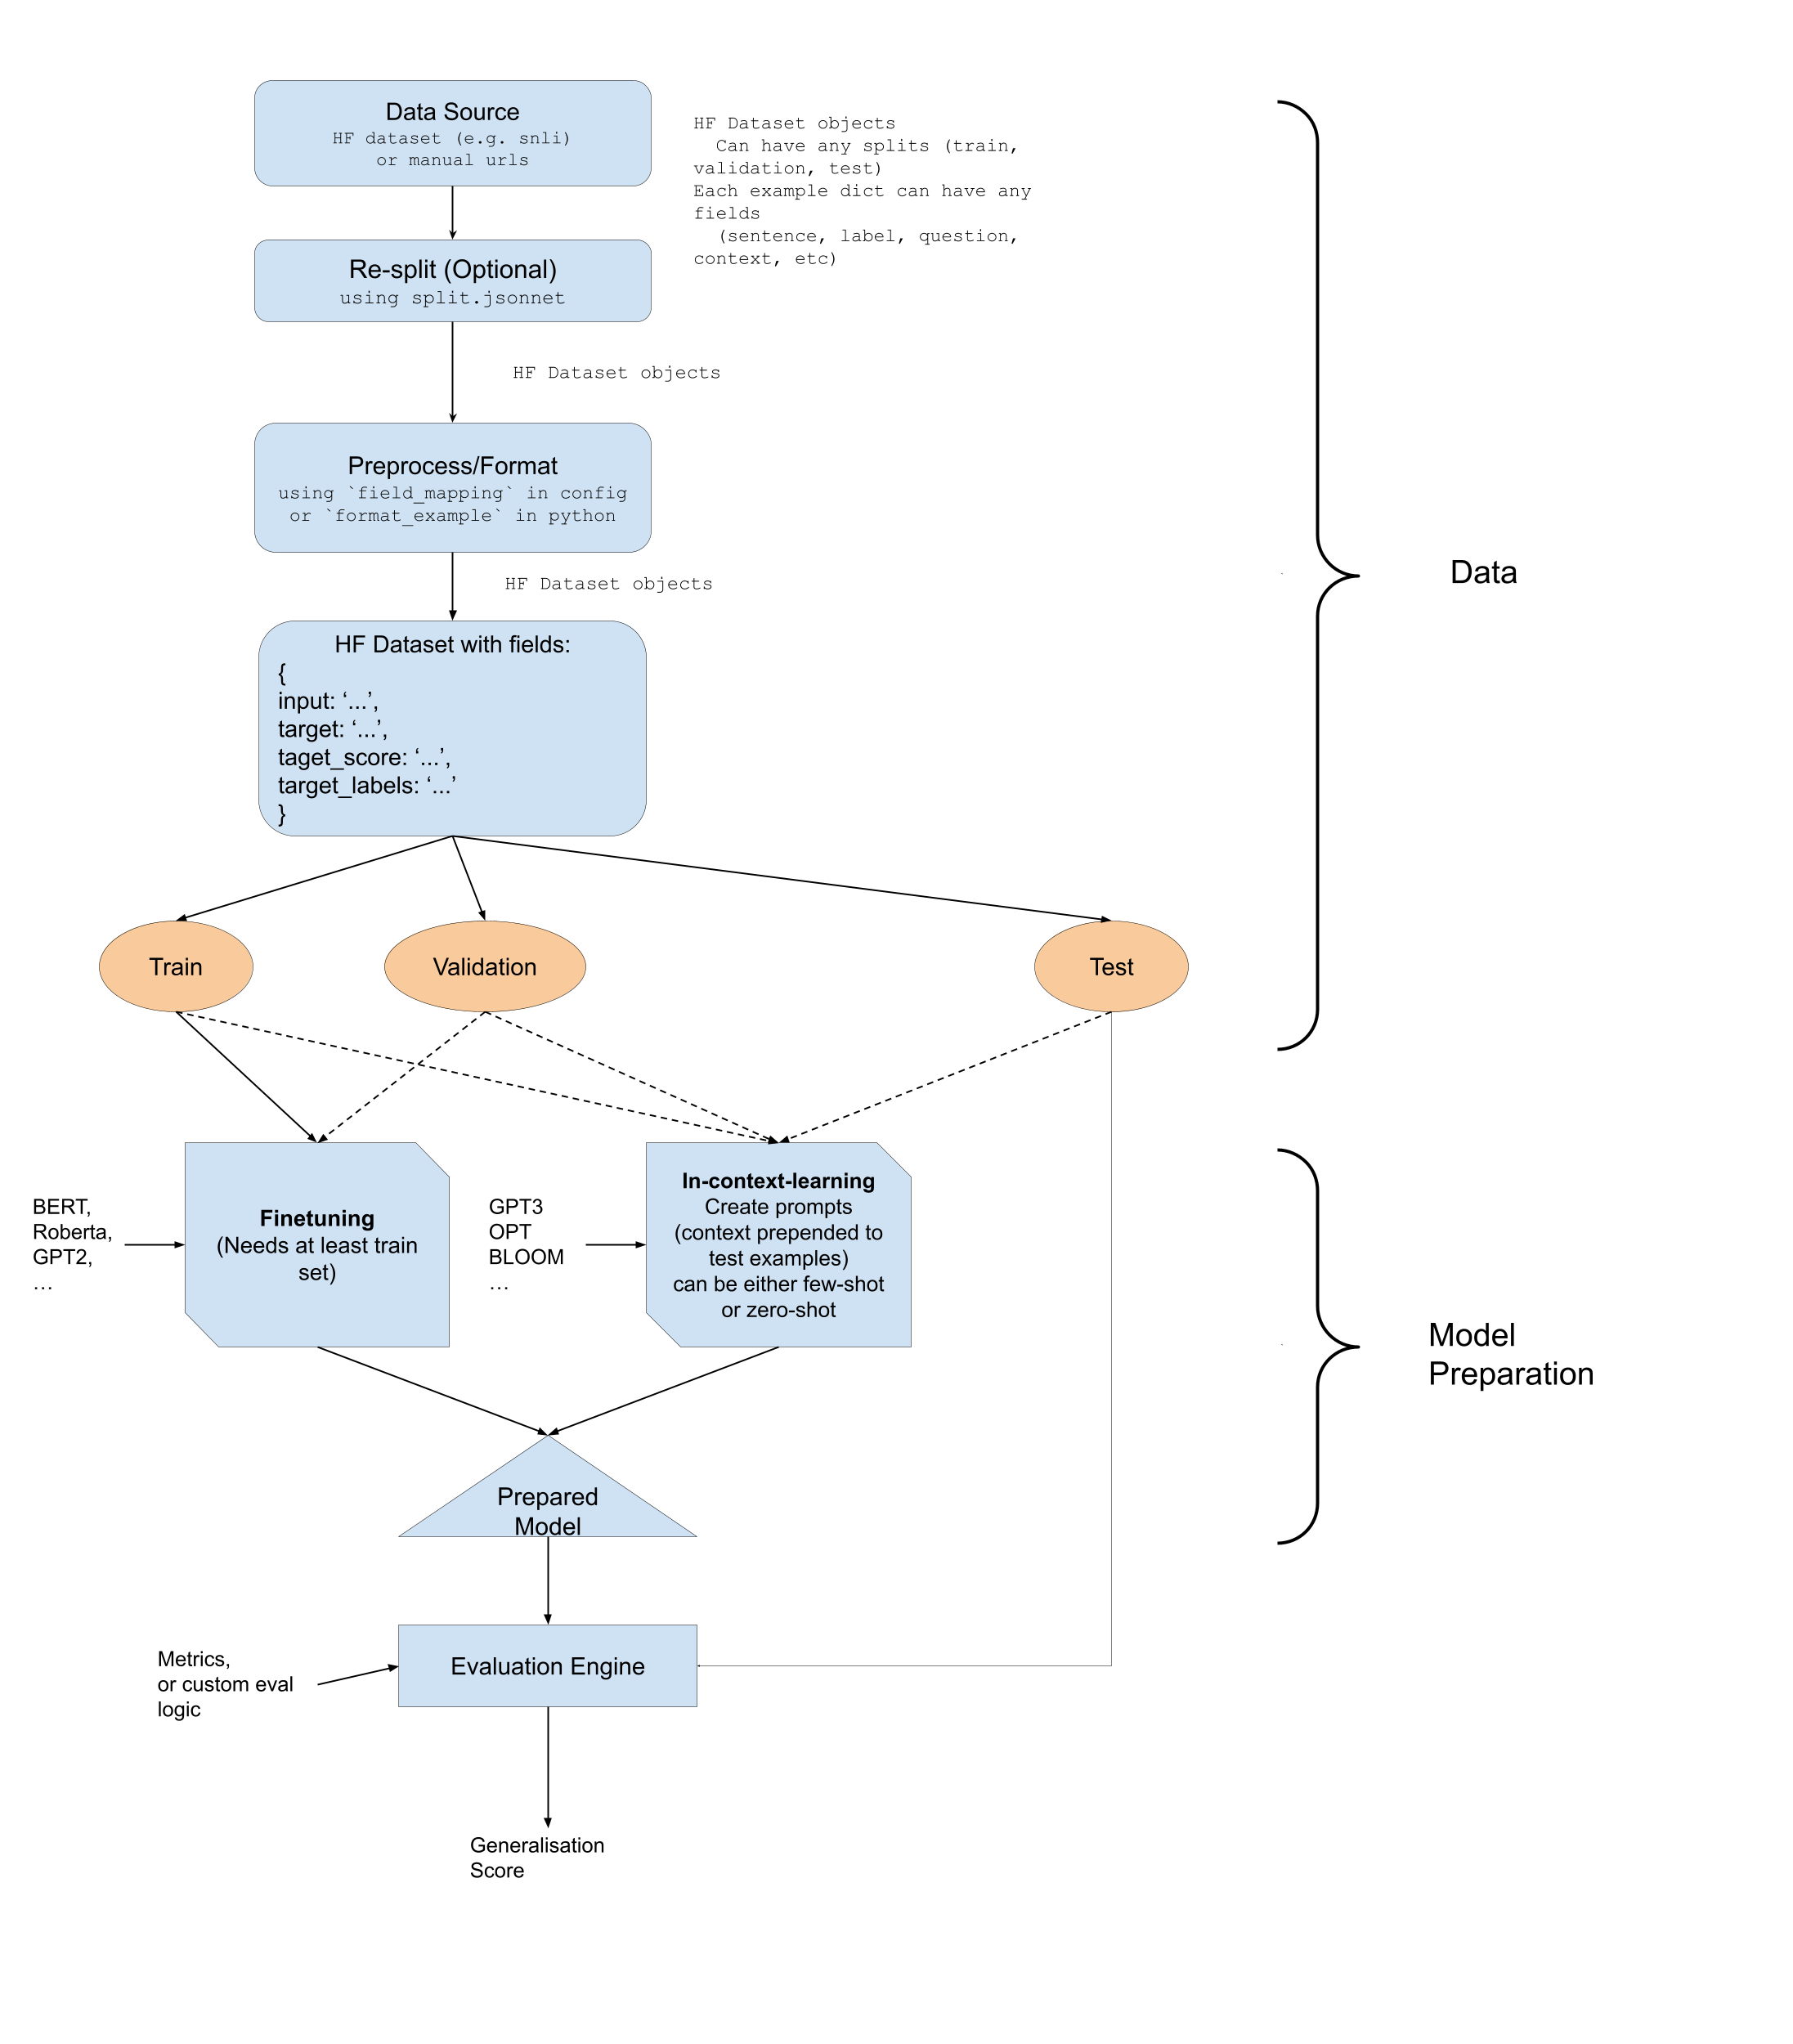 Data Source
HF dataset (e.g. snli)
or manual urls
HF Dataset objects
Can have any splits (train,
validation, test)
Each example dict can have any
fields
(sentence, label, question,
context, etc)
Re-split (Optional)
using split.jsonnet
HF Dataset objects
Preprocess/Format
using `field_mapping` in config
or `format_example` in python
HF Dataset objects
Data
HF Dataset with fields:
{
input: ‘...’,
target: ‘...’,
taget_score: ‘...’,
target_labels: ‘...’
}
Train
Validation
Test
BERT,
Roberta,
GPT2,
…
Finetuning
(Needs at least train
set)
GPT3
OPT
BLOOM
…
In-context-learning
Create prompts
(context prepended to
test examples)
can be either few-shot
or zero-shot
Model
Preparation
Prepared
Model
Metrics,
or custom eval
logic
Evaluation Engine
Generalisation
Score